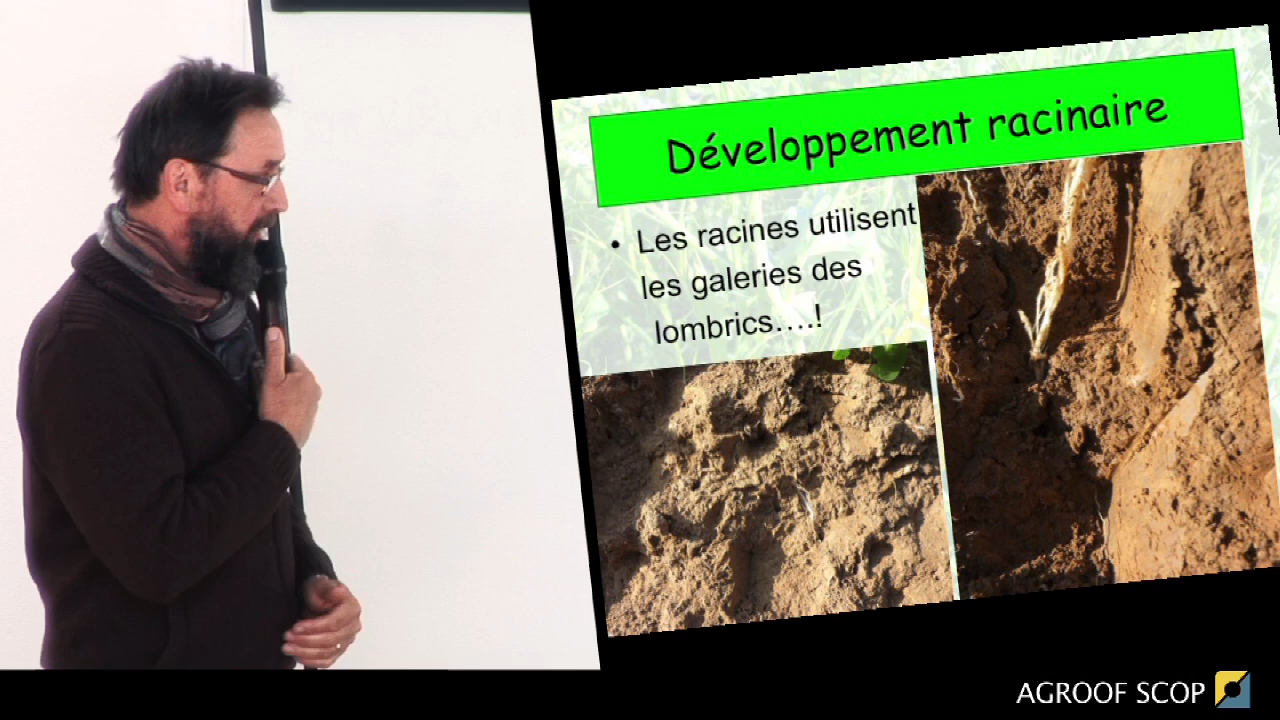 Développement racinaire
• Les racines utilisent
les galeries des
lombrics….!
AGROOF SCOP